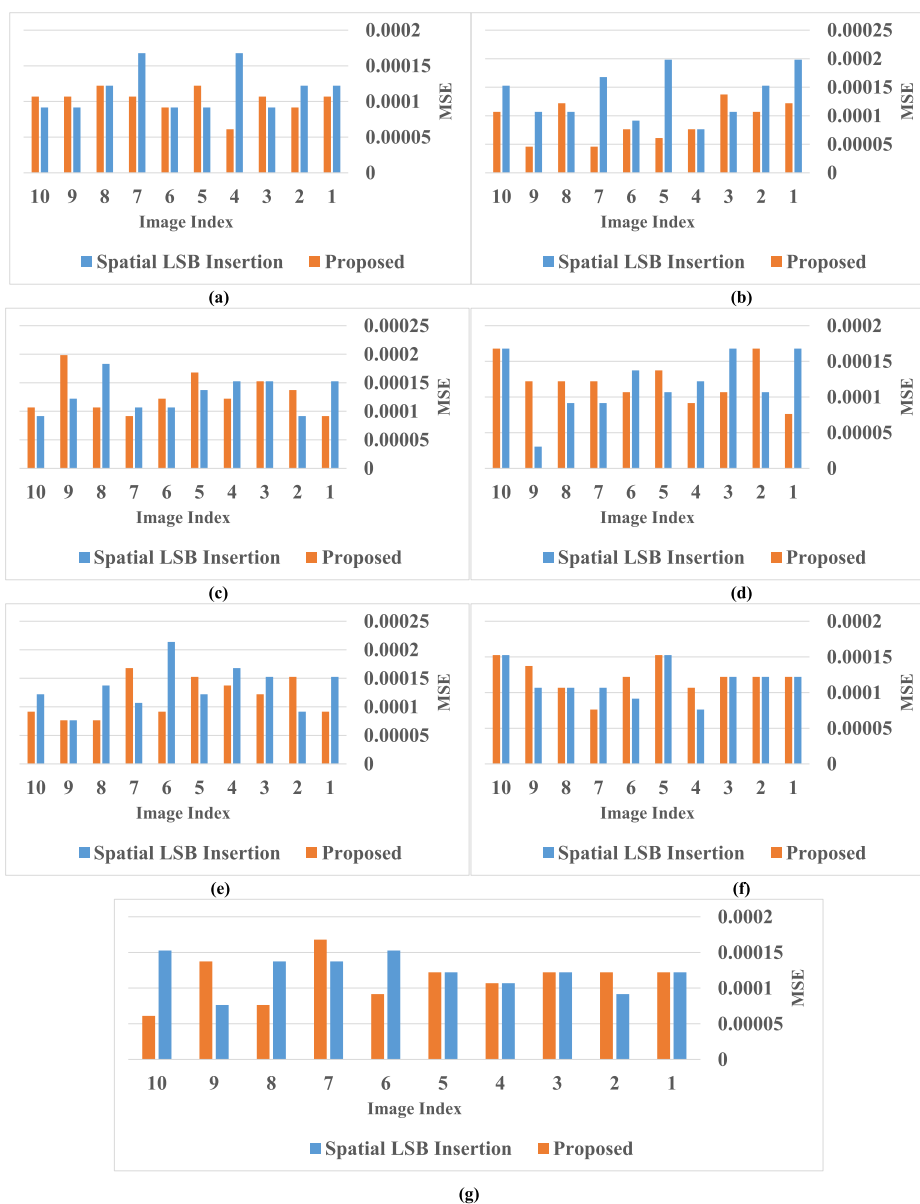 0.0002
0.00015
0.0001
0.00005
0
MSE
10 9 8 7 6 5 4 3 2 1
Image Index
Spatial LSB Insertion Proposed
(a)
0.00025
0.0002
0.00015
0.0001
0.00005
0
MSE
10 9 8 7 6 5 4 3 2 1
Image Index
Spatial LSB Insertion Proposed
(b)
0.00025
0.0002
0.00015
0.0001
0.00005
0
MSE
10 9 8 7 6 5 4 3 2 1
Image Index
Spatial LSB Insertion Proposed
(c)
0.0002
0.00015
0.0001
0.00005
0
MSE
10 9 8 7 6 5 4 3 2 1
Image Index
Spatial LSB Insertion Proposed
(d)
0.00025
0.0002
0.00015
0.0001
0.00005
0
MSE
10 9 8 7 6 5 4 3 2 1
Image Index
Spatial LSB Insertion Proposed
(e)
0.0002
0.00015
0.0001
0.00005
0
MSE
10 9 8 7 6 5 4 3 2 1
Image Index
Spatial LSB Insertion Proposed
(f)
0.0002
0.00015
0.0001
0.00005
0
MSE
10 9 8 7 6 5 4 3 2 1
Image Index
Spatial LSB Insertion Proposed
(g)